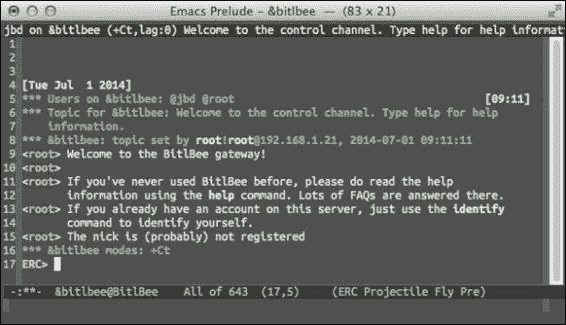 Emacs Prelude - &bitlbee — (83 × 21)
jbd on &bitlbee (+Ct,lag:0) Welcome to the control channel. Type help for help informat
1
2
3
4 [Tue Jul 1 2014]
5 *** Users on &bitlbee: @jbd @root [09:11]
6 *** Topic for &bitlbee: Welcome to the control channel. Type help for help
7 information.
8 *** &bitlbee: topic set by root!root@192.168.1.21, 2014-07-01 09:11:11
9 <root> Welcome to the BitlBee gateway!
10 <root>
11 <root> If you've never used BitlBee before, please do read the help
12 information using the help command. Lots of FAQs are answered there.
13 <root> If you already have an account on this server, just use the identify
14 command to identify yourself.
15 <root> The nick is (probably) not registered
16 *** &bitlbee modes: +Ct
17 ERC>
-:**- &bitlbee@BitlBee All of 643 (17,5) (ERC Projectile Fly Pre)